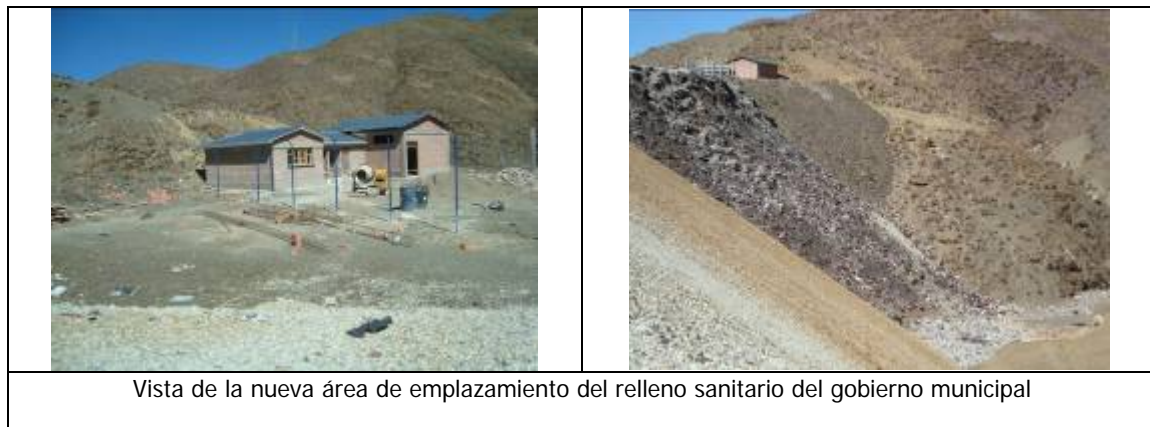 Vista de la nueva área de emplazamiento del relleno sanitario del gobierno municipal